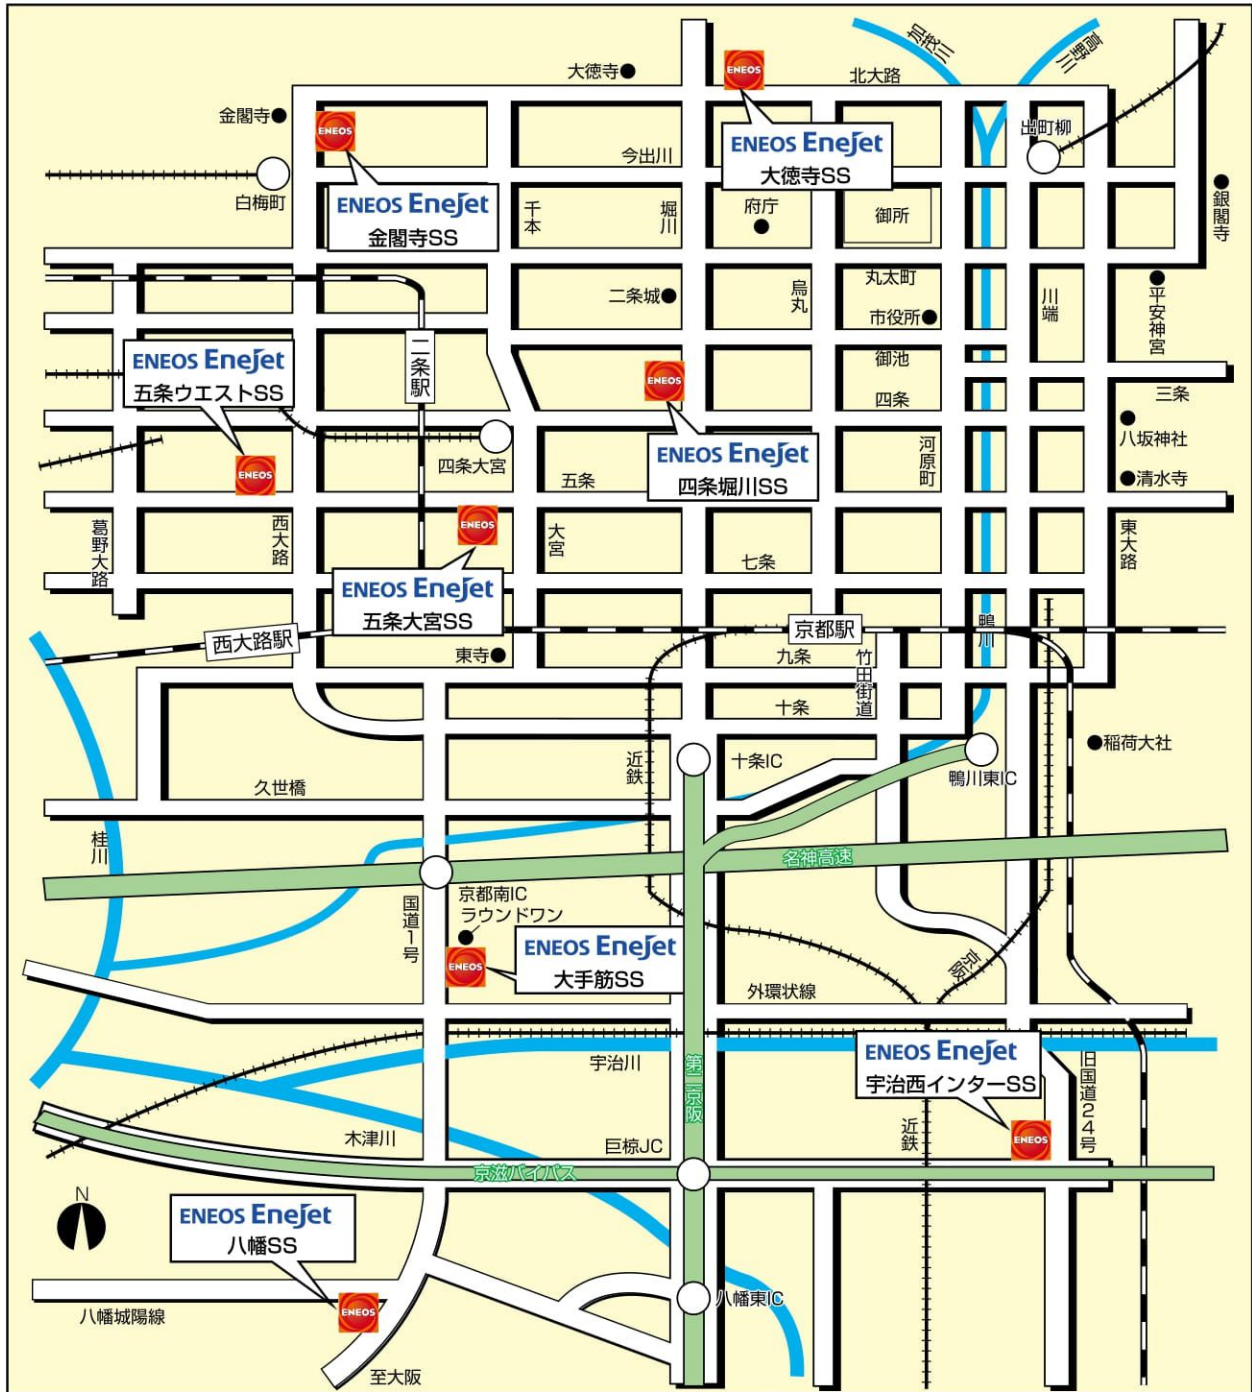 加茂川
高野川
大徳寺
ENEOS
北大路
金閣寺
ENEOS
出町柳
ENEOS EneJet
大徳寺SS
今出川
白梅町
ENEOS EneJet
金閣寺SS
千本
堀川
府庁
御所
銀閣寺
丸太町
二条城
烏丸
市役所
川端
平安神宮
二条駅
ENEOS EneJet
五条ウエストSS
御池
ENEOS
四条
三条
八坂神社
四条大宮
ENEOS EneJet
四条堀川SS
河原町
ENEOS
五条
清水寺
葛野大路
西大路
ENEOS
大宮
七条
東大路
ENEOS EneJet
五条大宮SS
西大路駅
京都駅
鴨川
東寺
九条
竹田街道
十条
近鉄
十条IC
鴨川東IC
稲荷大社
久世橋
桂川
名神高速
国道1号
京都南IC
ラウンドワン
ENEOS
ENEOS EneJet
大手筋SS
京阪
外環状線
宇治川
第二京阪
ENEOS EneJet
宇治西インターSS
旧国道24号
木津川
巨椋JC
近鉄
ENEOS
京滋バイパス
N
ENEOS EneJet
八幡SS
八幡城陽線
ENEOS
八幡東IC
至大阪